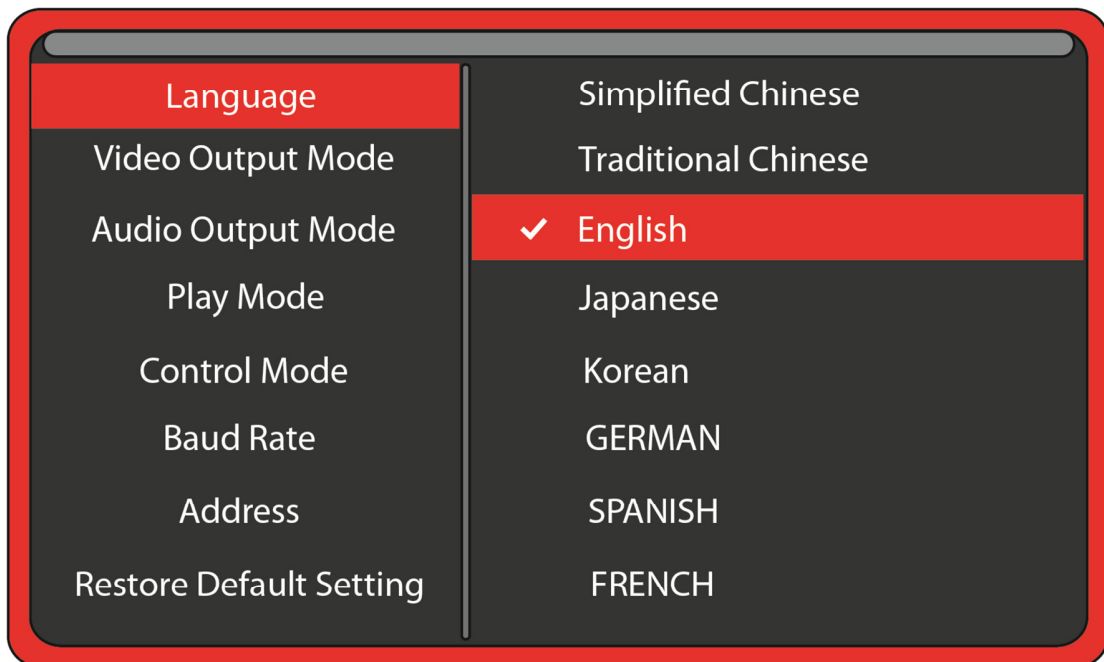 Language
Video Output Mode
Audio Output Mode
Play Mode
Control Mode
Baud Rate
Address
Restore Default Setting
Simplified Chinese
Traditional Chinese
✓ English
Japanese
Korean
GERMAN
SPANISH
FRENCH